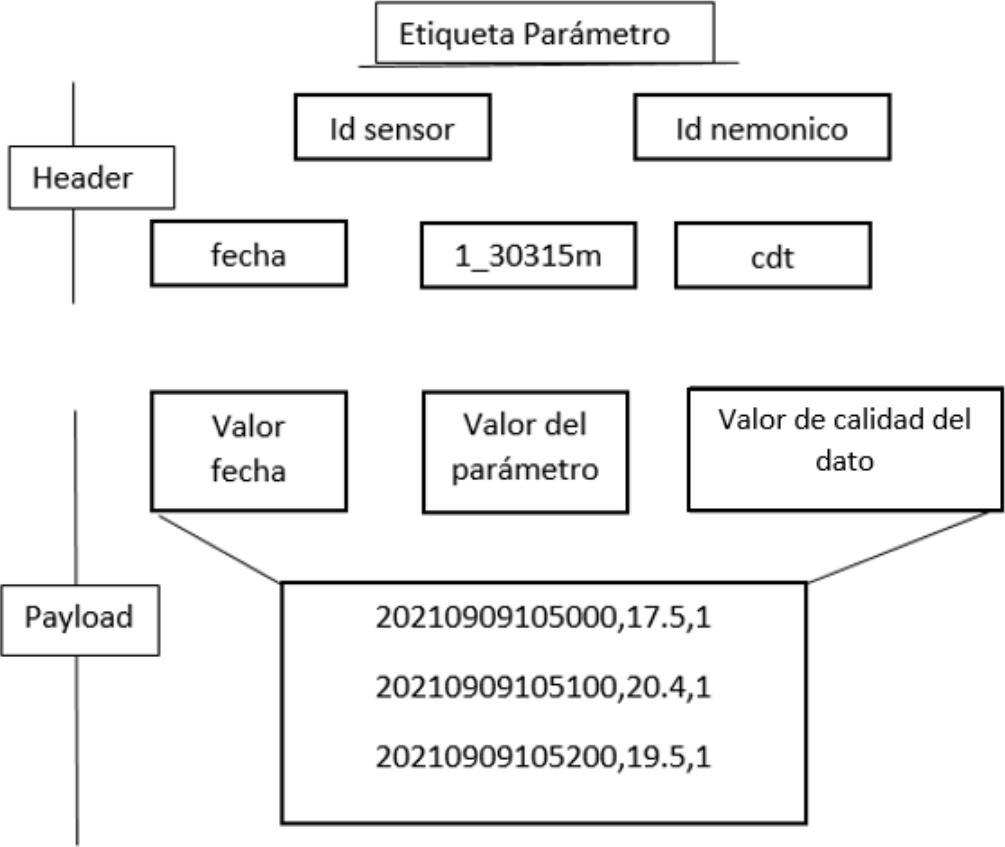 Etiqueta Parámetro
Id sensor
Id nemonico
Header
fecha
1_30315m
cdt
Valor
fecha
Valor del
parámetro
Valor de calidad del
dato
Payload
20210909105000,17.5,1
20210909105100,20.4,1
20210909105200,19.5,1